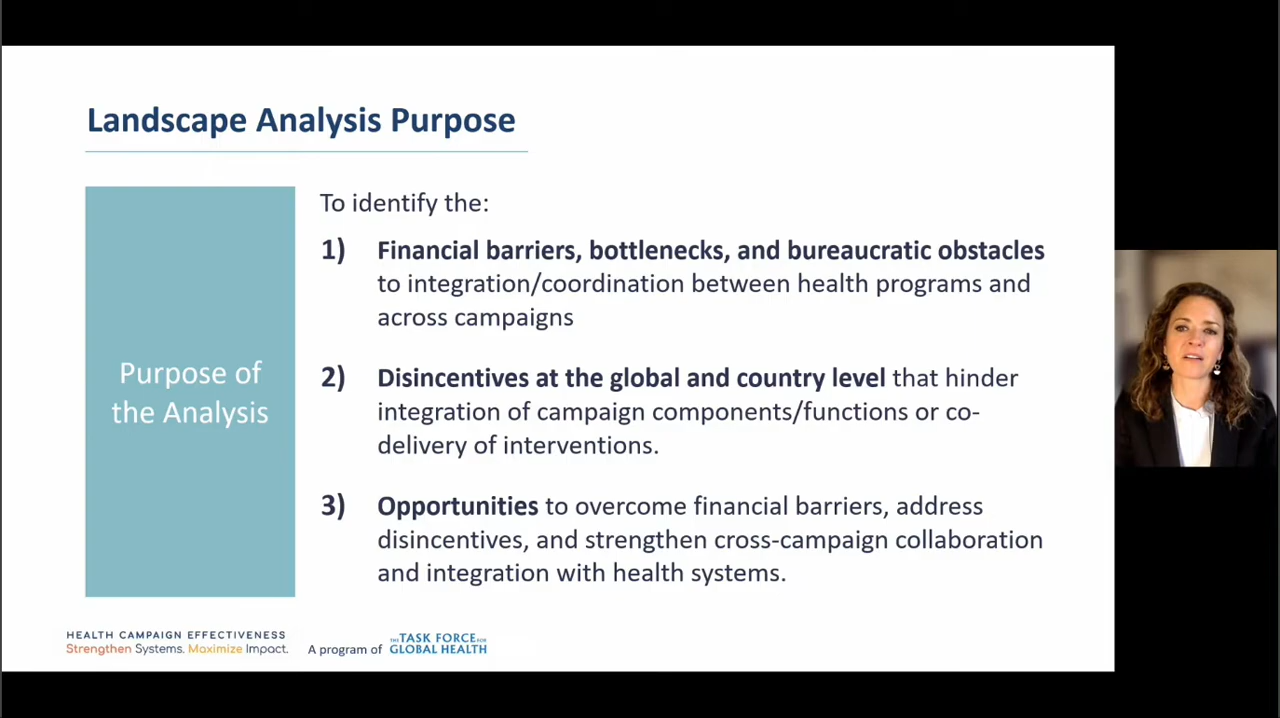 Landscape Analysis Purpose
Purpose of
the Analysis
To identify the:
1) Financial barriers, bottlenecks, and bureaucratic obstacles
to integration/coordination between health programs and
across campaigns
2) Disincentives at the global and country level that hinder
integration of campaign components/functions or co-
delivery of interventions.
3) Opportunities to overcome financial barriers, address
disincentives, and strengthen cross-campaign collaboration
and integration with health systems.
HEALTH CAMPAIGN EFFECTIVENESS
Strengthen Systems. Maximize Impact.
A program of
THE TASK FORCE FOR
GLOBAL HEALTH